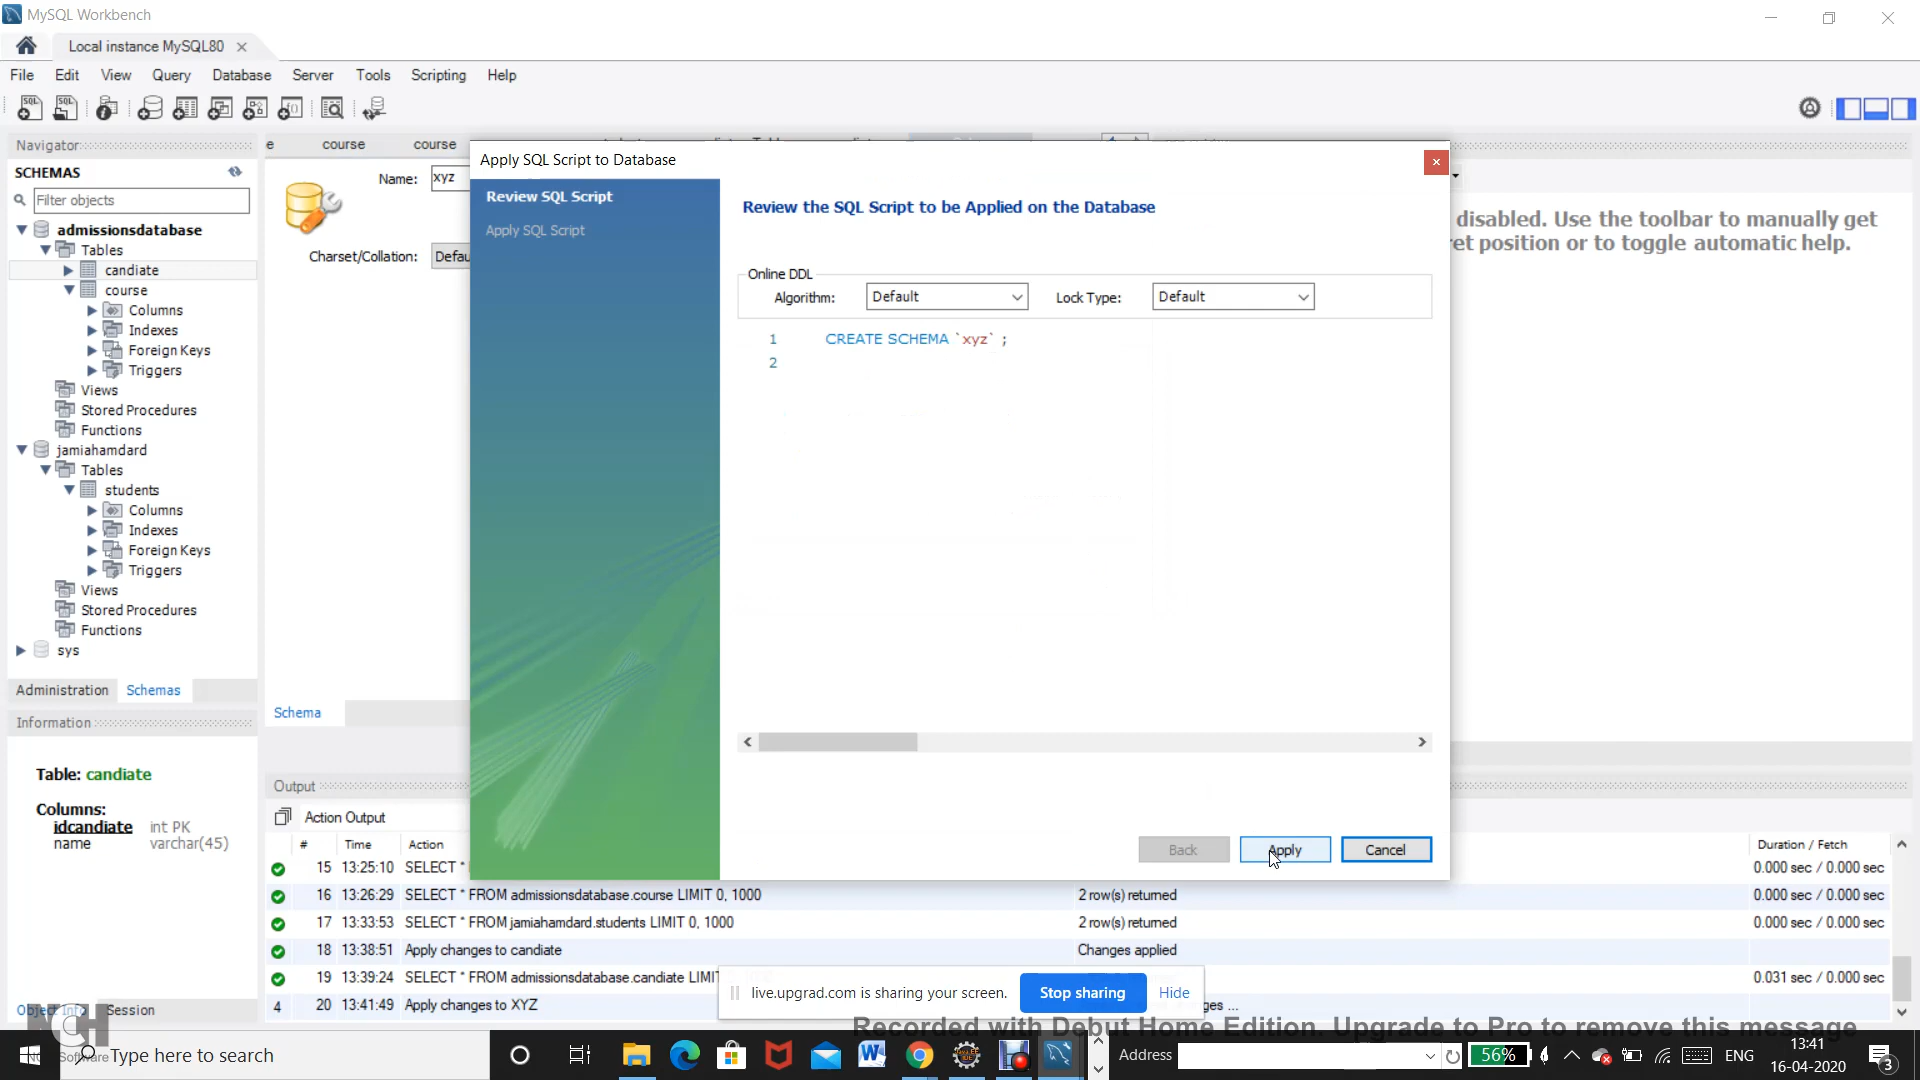 MySQL Workbench
Local instance MySQL80
File Edit View Query Database Server Tools Scripting Help
Navigator
SCHEMAS
Filter objects
admissionsdatabase
Tables
candiate
course
Columns
Indexes
Foreign Keys
Triggers
Views
Stored Procedures
Functions
jamiahamdard
Tables
students
Columns
Indexes
Foreign Keys
Triggers
Views
Stored Procedures
Functions
sys
Administration Schemas
Information
Table: candiate
Columns:
idcandiate int PK
name varchar(45)
Object Info Session
e course course
Name: xyz
Charset/Collation: Defau
Schema
Apply SQL Script to Database
Review SQL Script
Apply SQL Script
Review the SQL Script to be Applied on the Database
Online DDL
Algorithm: Default Lock Type: Default
1 CREATE SCHEMA `xyz` ;
2
Back Apply Cancel
disabled. Use the toolbar to manually get
et position or to toggle automatic help.
Output
Action Output
# Time Action Duration / Fetch
15 13:25:10 SELECT * 0.000 sec / 0.000 sec
16 13:26:29 SELECT * FROM admissionsdatabase.course LIMIT 0, 1000 2 row(s) returned 0.000 sec / 0.000 sec
17 13:33:53 SELECT * FROM jamiahamdard.students LIMIT 0, 1000 2 row(s) returned 0.000 sec / 0.000 sec
18 13:38:51 Apply changes to candiate Changes applied
19 13:39:24 SELECT * FROM admissionsdatabase.candiate LIMIT 0.031 sec / 0.000 sec
4 20 13:41:49 Apply changes to XYZ ges ...
live.upgrad.com is sharing your screen. Stop sharing Hide
Recorded with Debut Home Edition. Upgrade to Pro to remove this message
NCH
Software
Type here to search
Address
56%
ENG
13:41
16-04-2020
3